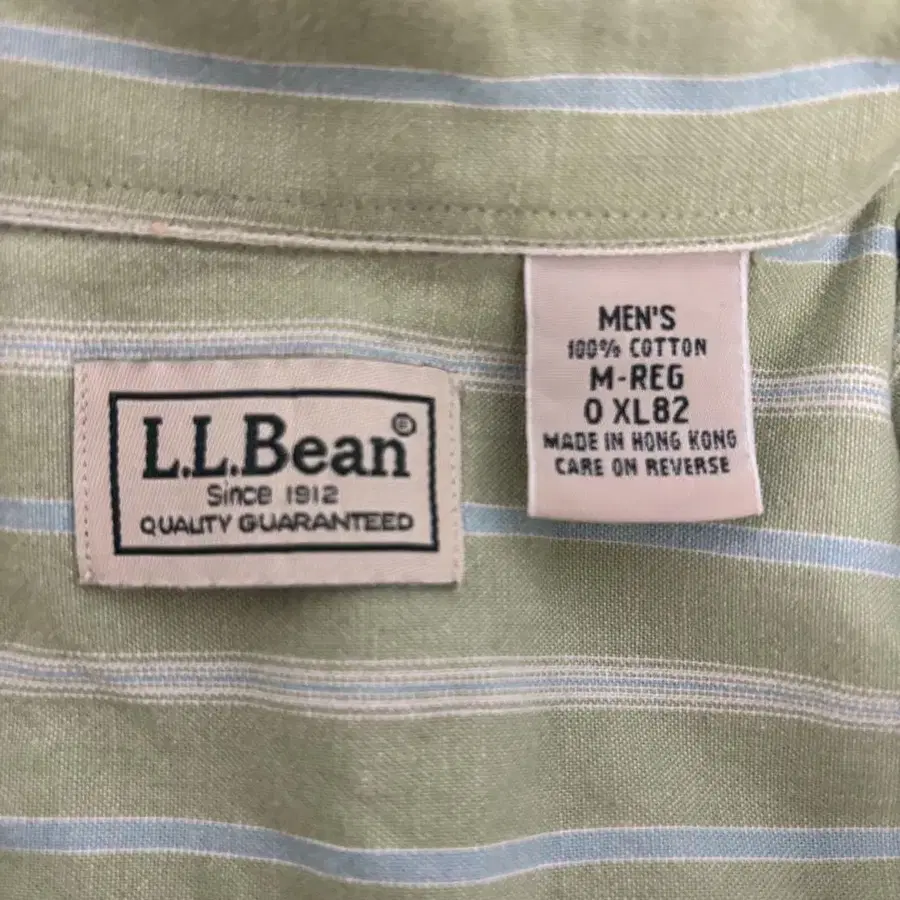 L.L.Bean®
Since 1912
QUALITY GUARANTEED
MEN'S
100% COTTON
M-REG
0 XL82
MADE IN HONG KONG
CARE ON REVERSE